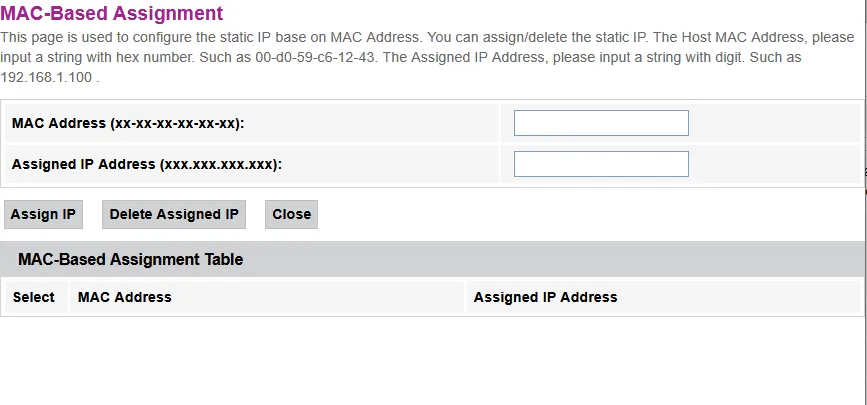 MAC-Based Assignment
This page is used to configure the static IP base on MAC Address. You can assign/delete the static IP. The Host MAC Address, please
input a string with hex number. Such as 00-d0-59-c6-12-43. The Assigned IP Address, please input a string with digit. Such as
192.168.1.100 .
MAC Address (xx-xx-xx-xx-xx-xx):
Assigned IP Address (xxx.xxx.xxx.xxx):
Assign IP Delete Assigned IP Close
MAC-Based Assignment Table
Select MAC Address Assigned IP Address